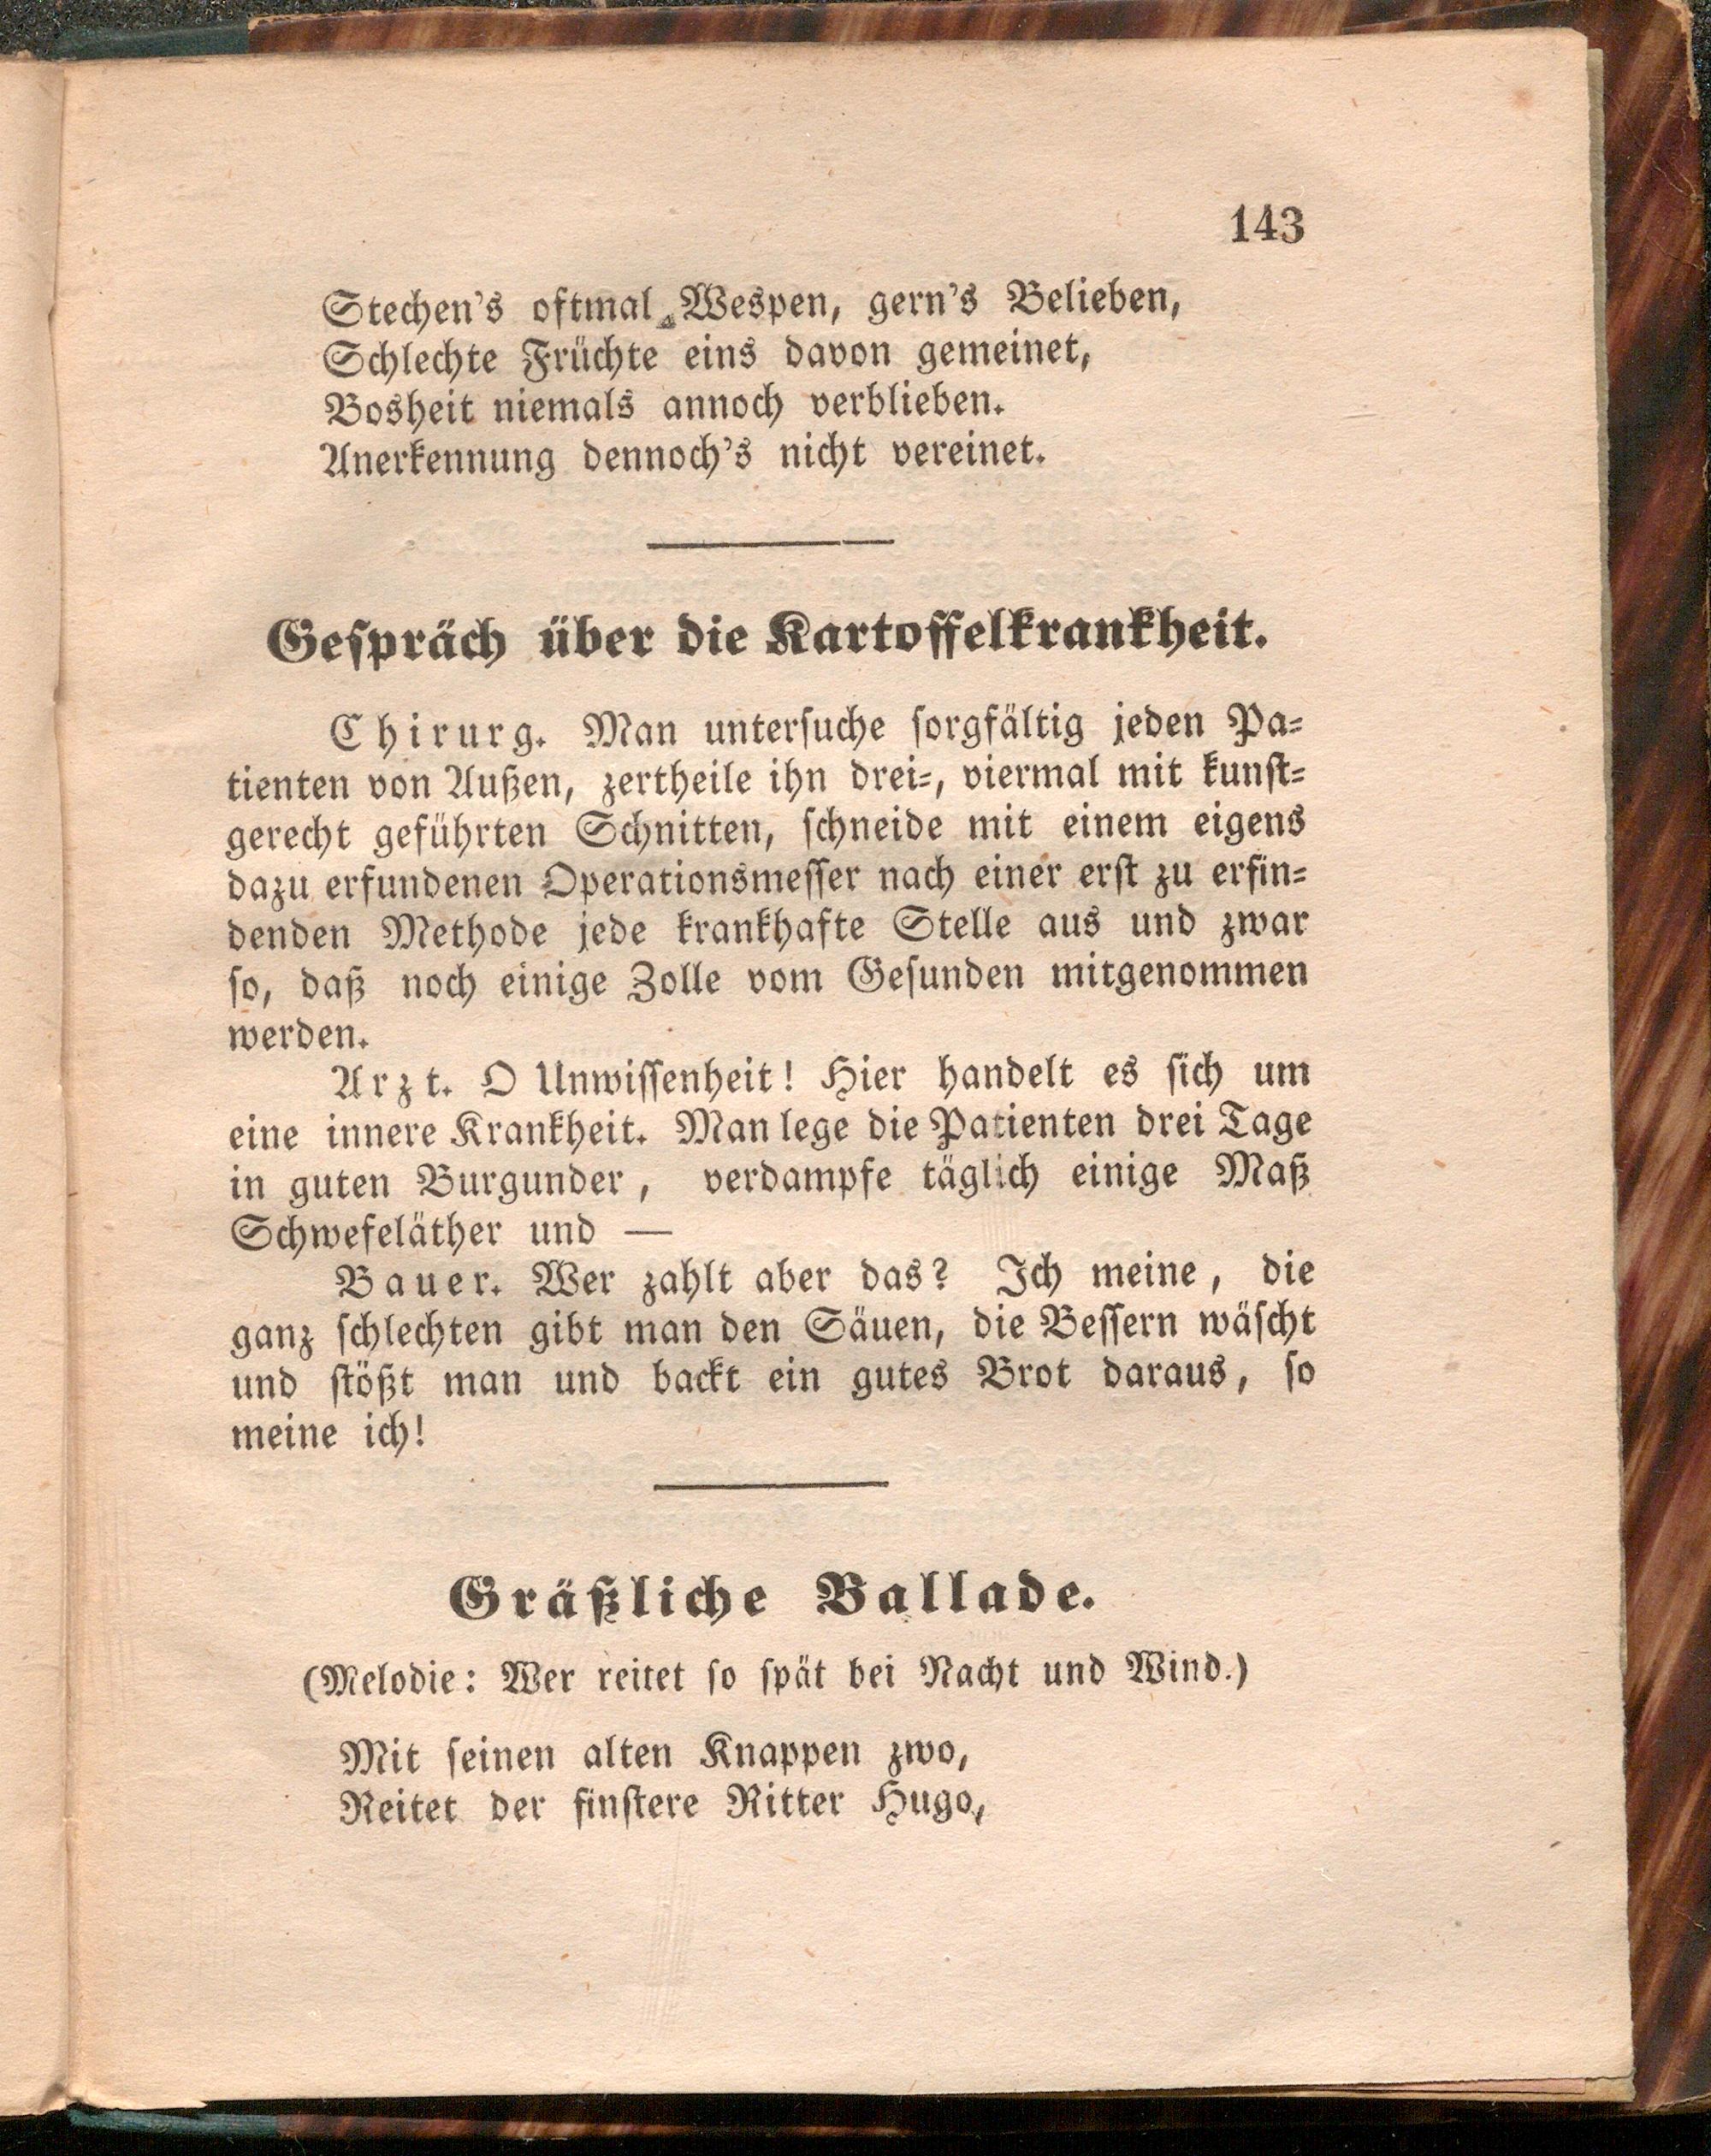 143
Stechen's oftmal Wespen, gern's Belieben,
Schlechte Früchte eins davon gemeinet,
Bosheit niemals annoch verblieben.
Anerkennung dennoch's nicht vereinet.
Gespräch über die Kartoffelkrankheit.
Chirurg. Man untersuche sorgfältig jeden Pa-
tienten von Außen, zertheile ihn drei-, viermal mit kunst-
gerecht geführten Schnitten, schneide mit einem eigens
dazu erfundenen Operationsmesser nach einer erst zu erfin-
denden Methode jede krankhafte Stelle aus und zwar
so, daß noch einige Zolle vom Gesunden mitgenommen
werden.
Arzt. O Unwissenheit! Hier handelt es sich um
eine innere Krankheit. Man lege die Patienten drei Tage
in guten Burgunder, verdampfe täglich einige Maß
Schwefeläther und —
Bauer. Wer zahlt aber das? Ich meine, die
ganz schlechten gibt man den Säuen, die Bessern wäscht
und stößt man und backt ein gutes Brot daraus, so
meine ich!
Gräßliche Ballade.
(Melodie: Wer reitet so spät bei Nacht und Wind.)
Mit seinen alten Knappen zwo,
Reitet der finstere Ritter Hugo,